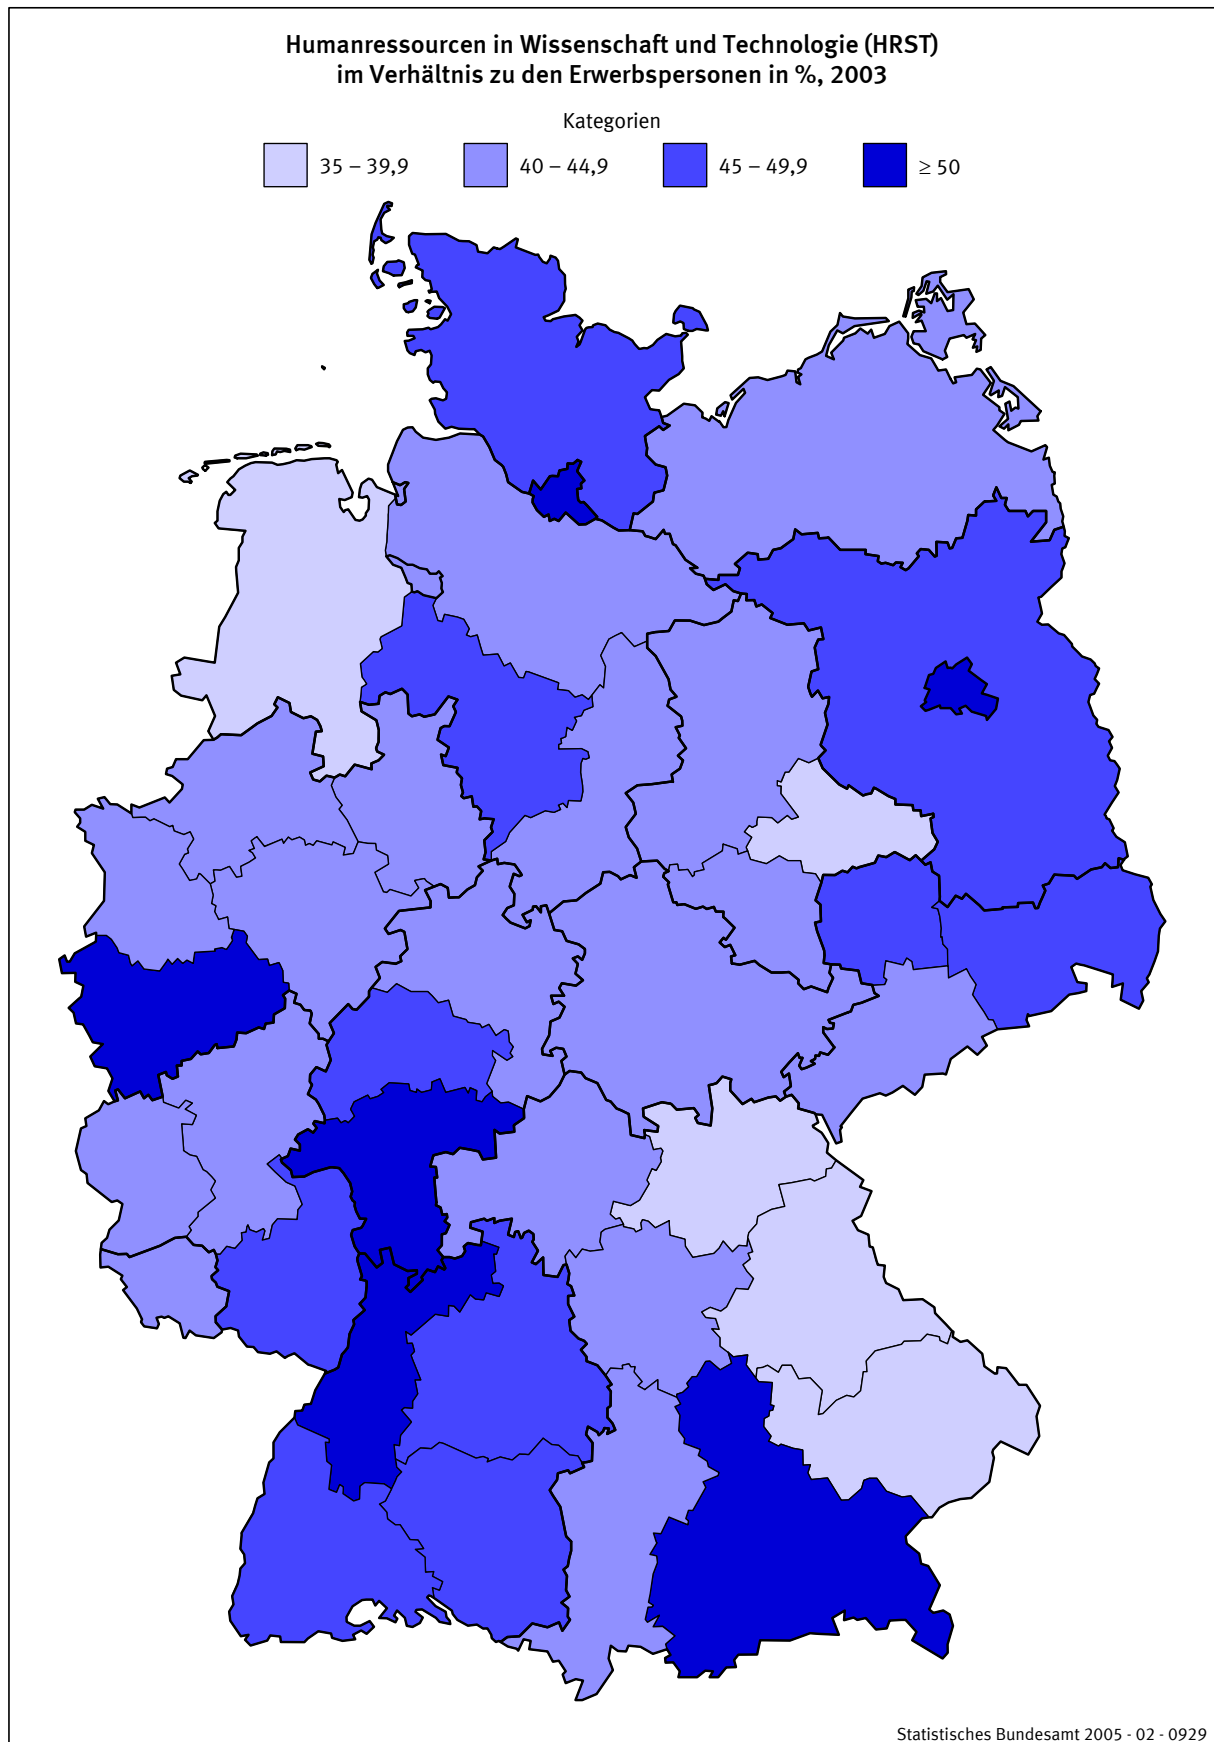 Humanressourcen in Wissenschaft und Technologie (HRST)
im Verhältnis zu den Erwerbspersonen in %, 2003
Kategorien
35 – 39,9 40 – 44,9 45 – 49,9 ≥ 50
Statistisches Bundesamt 2005 - 02 - 0929